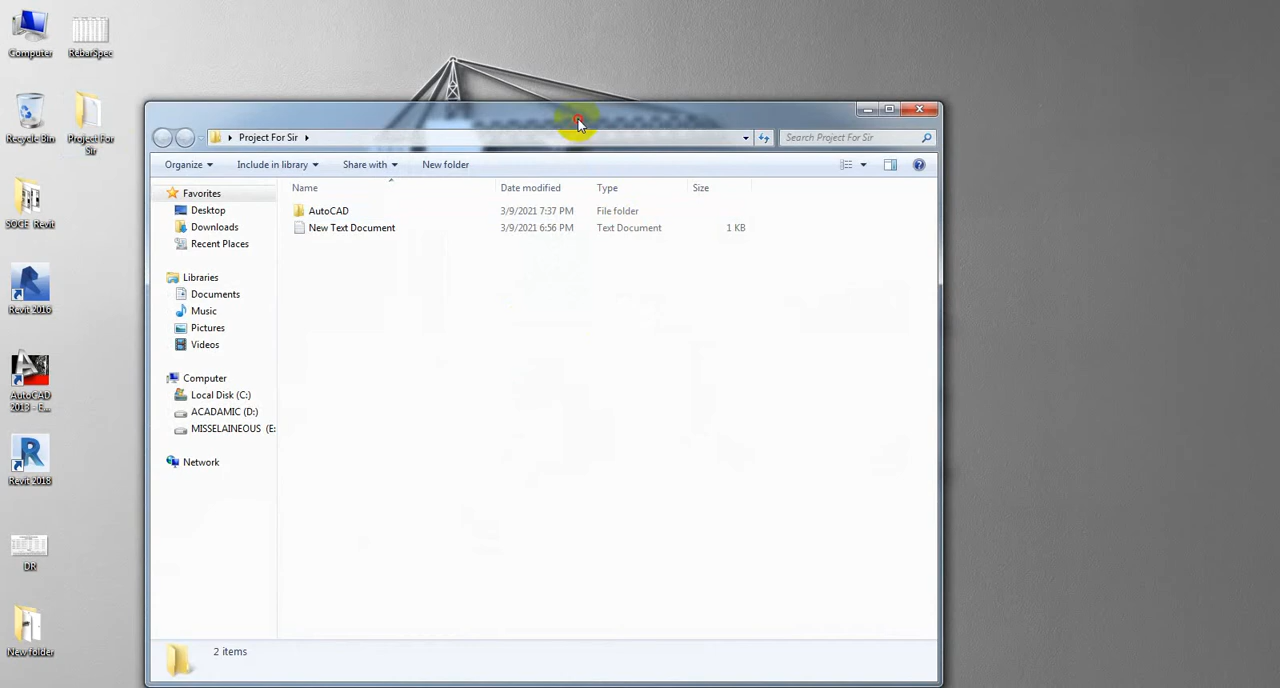 Computer
RebarSpec
Recycle Bin
Project For
Sir
SOCE_Revit
Revit 2016
AutoCAD
2013 - E...
Revit 2018
DR
New folder
Project For Sir
Search Project For Sir
Organize
Include in library
Share with
New folder
Name
Date modified
Type
Size
AutoCAD
3/9/2021 7:37 PM
File folder
New Text Document
3/9/2021 6:56 PM
Text Document
1 KB
Favorites
Desktop
Downloads
Recent Places
Libraries
Documents
Music
Pictures
Videos
Computer
Local Disk (C:)
ACADAMIC (D:)
MISSELAINEOUS (E:
Network
2 items